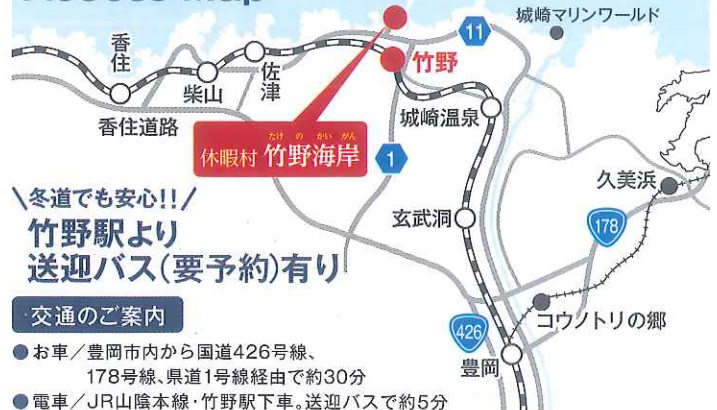 Access Map
城崎マリンワールド
11
香住
竹野
佐津
柴山
城崎温泉
香住道路
たけ の かい がん
休暇村 竹野海岸
1
久美浜
\冬道でも安心!!/
玄武洞
178
竹野駅より
送迎バス(要予約)有り
交通のご案内
コウノトリの郷
426
豊岡
●お車/豊岡市内から国道426号線、
178号線、県道1号線経由で約30分
●電車/JR山陰本線・竹野駅下車。送迎バスで約5分